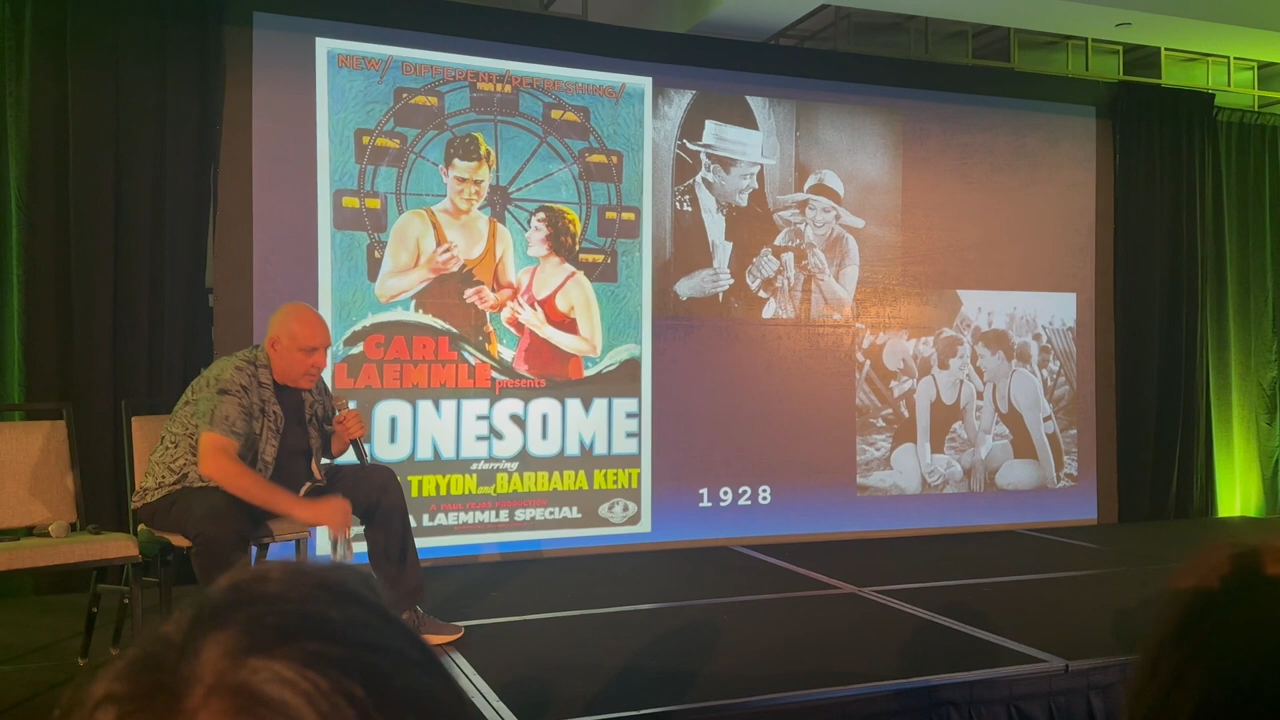 NEW! DIFFERENT! REFRESHING!
CARL
LAEMMLE presents
LONESOME
starring
TRYON and BARBARA KENT
A PAUL FEJOS PRODUCTION
A LAEMMLE SPECIAL
1928